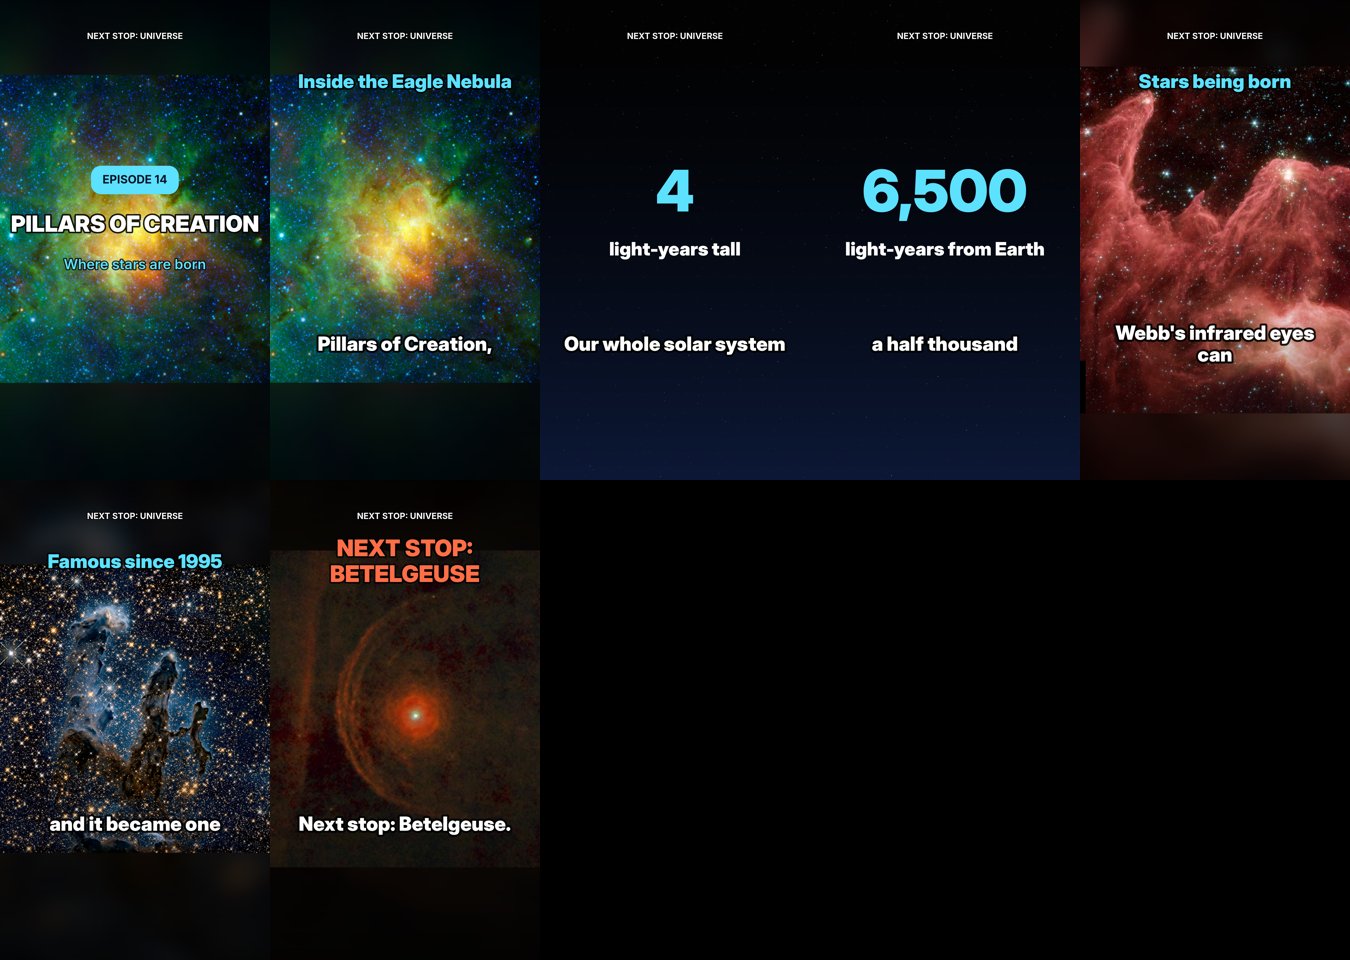 NEXT STOP: UNIVERSE
EPISODE 14
PILLARS OF CREATION
Where stars are born
NEXT STOP: UNIVERSE
Inside the Eagle Nebula
Pillars of Creation,
NEXT STOP: UNIVERSE
4
light-years tall
Our whole solar system
NEXT STOP: UNIVERSE
6,500
light-years from Earth
a half thousand
NEXT STOP: UNIVERSE
Stars being born
Webb's infrared eyes
can
NEXT STOP: UNIVERSE
Famous since 1995
and it became one
NEXT STOP: UNIVERSE
NEXT STOP:
BETELGEUSE
Next stop: Betelgeuse.